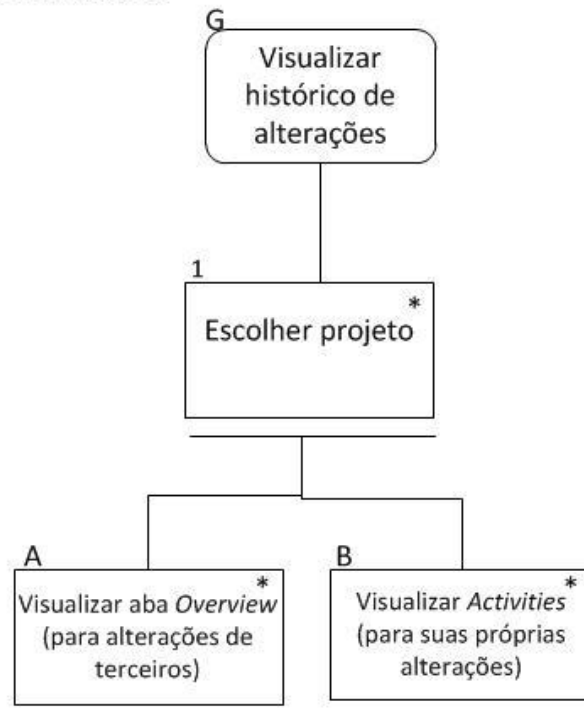 G
Visualizar
histórico de
alterações
1
*
Escolher projeto
A
*
Visualizar aba Overview
(para alterações de
terceiros)
B
*
Visualizar Activities
(para suas próprias
alterações)